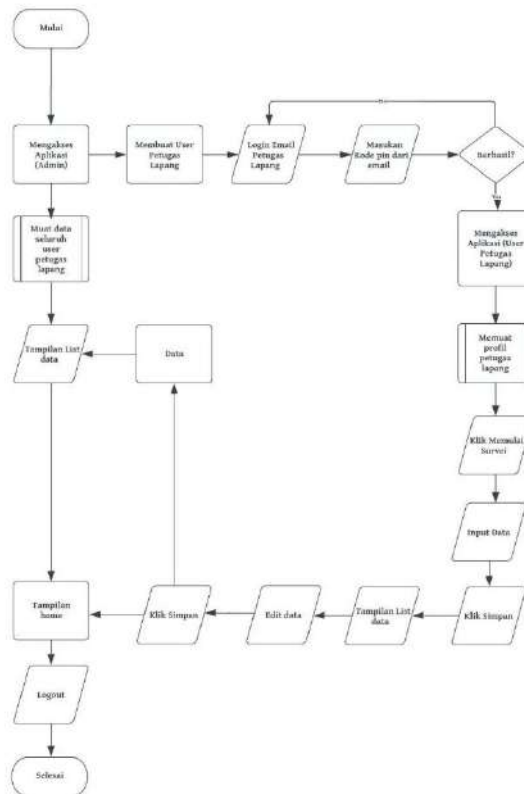 Mulai
Mengakses
Aplikasi
(Admin)
Membuat User
Petugas
Lapang
Login Email
Petugas
Lapang
Masukan
Kode pin dari
email
Berhasil?
No
Yes
Muat data
seluruh
user
petugas
lapang
Mengakses
Aplikasi (User
Petugas
Lapang)
Tampilan List
data
Data
Memuat
profil
petugas
lapang
Klik Memulai
Survei
Input Data
Tampilan
home
Klik Simpan
Edit data
Tampilan List
data
Klik Simpan
Logout
Selesai